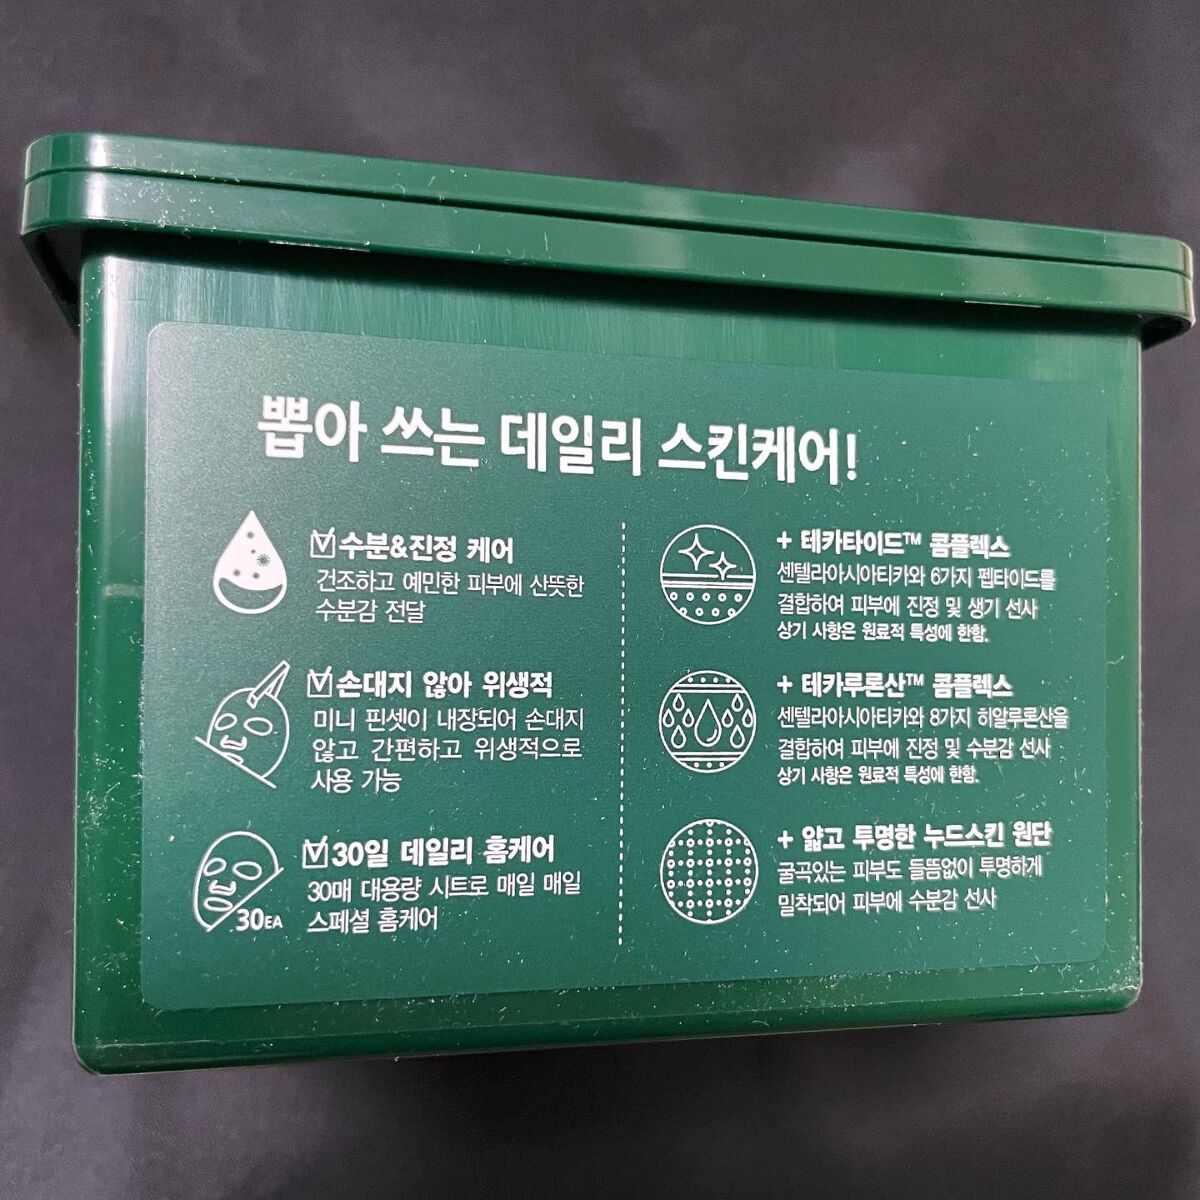 뽑아 쓰는 데일리 스킨케어!
수분&진정 케어
건조하고 예민한 피부에 산뜻한
수분감 전달
손대지 않아 위생적
미니 핀셋이 내장되어 손대지
않고 간편하고 위생적으로
사용 가능
30일 데일리 홈케어
30매 대용량 시트로 매일 매일
스페셜 홈케어
30EA
+ 테카타이드™ 콤플렉스
센텔라아시아티카와 6가지 펩타이드를
결합하여 피부에 진정 및 생기 선사
상기 사항은 원료적 특성에 한함.
+ 테카루론산™ 콤플렉스
센텔라아시아티카와 8가지 히알루론산을
결합하여 피부에 진정 및 수분감 선사
상기 사항은 원료적 특성에 한함.
+ 얇고 투명한 누드스킨 원단
굴곡있는 피부도 들뜸없이 투명하게
밀착되어 피부에 수분감 선사